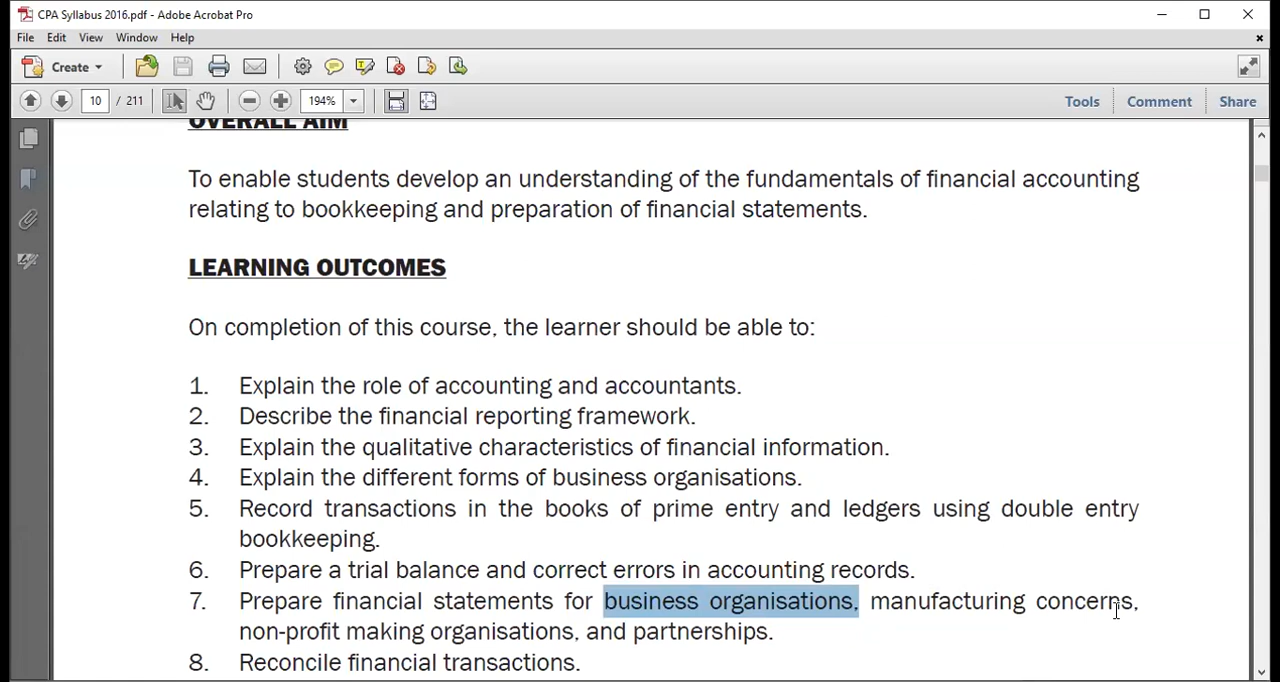 CPA Syllabus 2016.pdf - Adobe Acrobat Pro
File Edit View Window Help
Create
10 / 211 194% Tools Comment Share
OVERALL AIM
To enable students develop an understanding of the fundamentals of financial accounting
relating to bookkeeping and preparation of financial statements.
LEARNING OUTCOMES
On completion of this course, the learner should be able to:
1. Explain the role of accounting and accountants.
2. Describe the financial reporting framework.
3. Explain the qualitative characteristics of financial information.
4. Explain the different forms of business organisations.
5. Record transactions in the books of prime entry and ledgers using double entry
bookkeeping.
6. Prepare a trial balance and correct errors in accounting records.
7. Prepare financial statements for business organisations, manufacturing concerns,
non-profit making organisations, and partnerships.
8. Reconcile financial transactions.